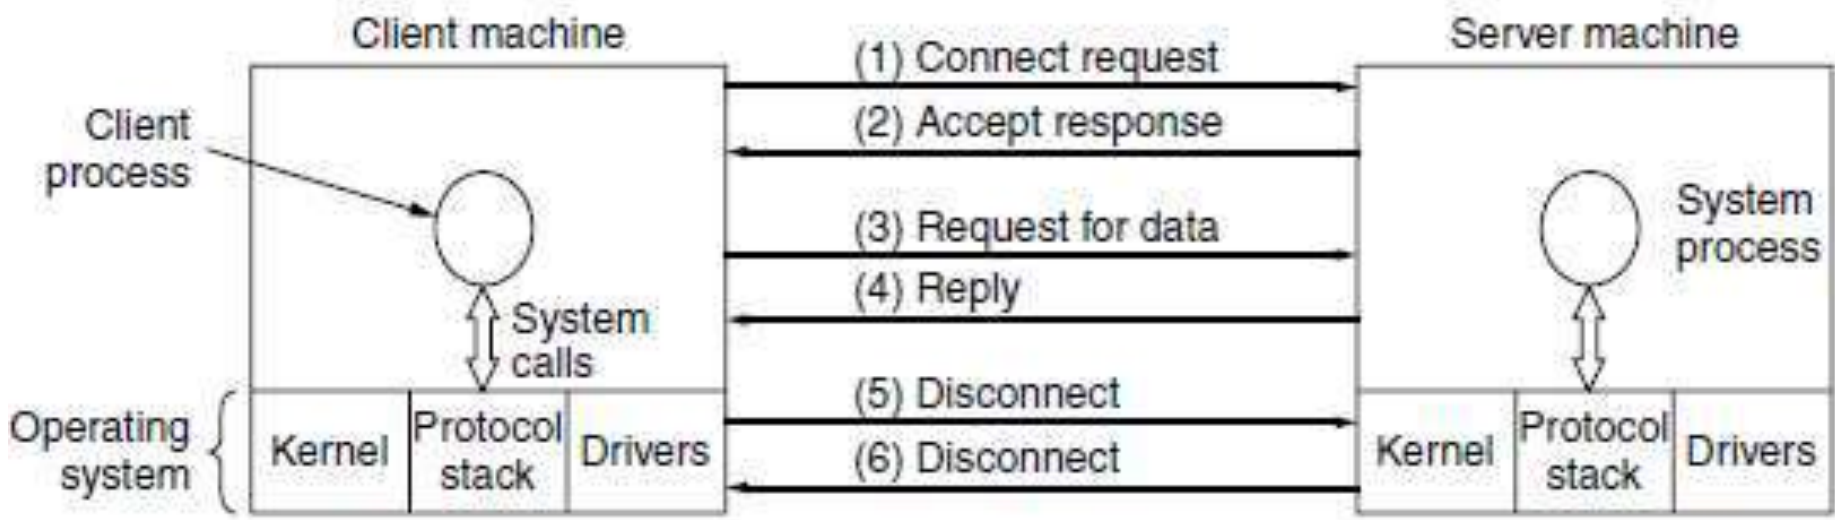 Client machine
Server machine
Client
process
(1) Connect request
(2) Accept response
(3) Request for data
(4) Reply
(5) Disconnect
(6) Disconnect
System
process
System
calls
Operating
system
Kernel
Protocol
stack
Drivers
Kernel
Protocol
stack
Drivers